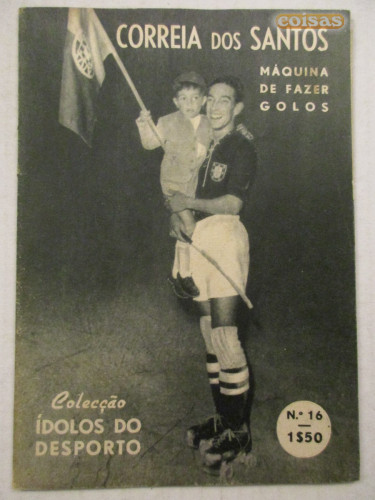 coisas
CORREIA DOS SANTOS
MÁQUINA
DE FAZER
GOLOS
Colecção
ÍDOLOS DO
DESPORTO
N.º 16
1$50